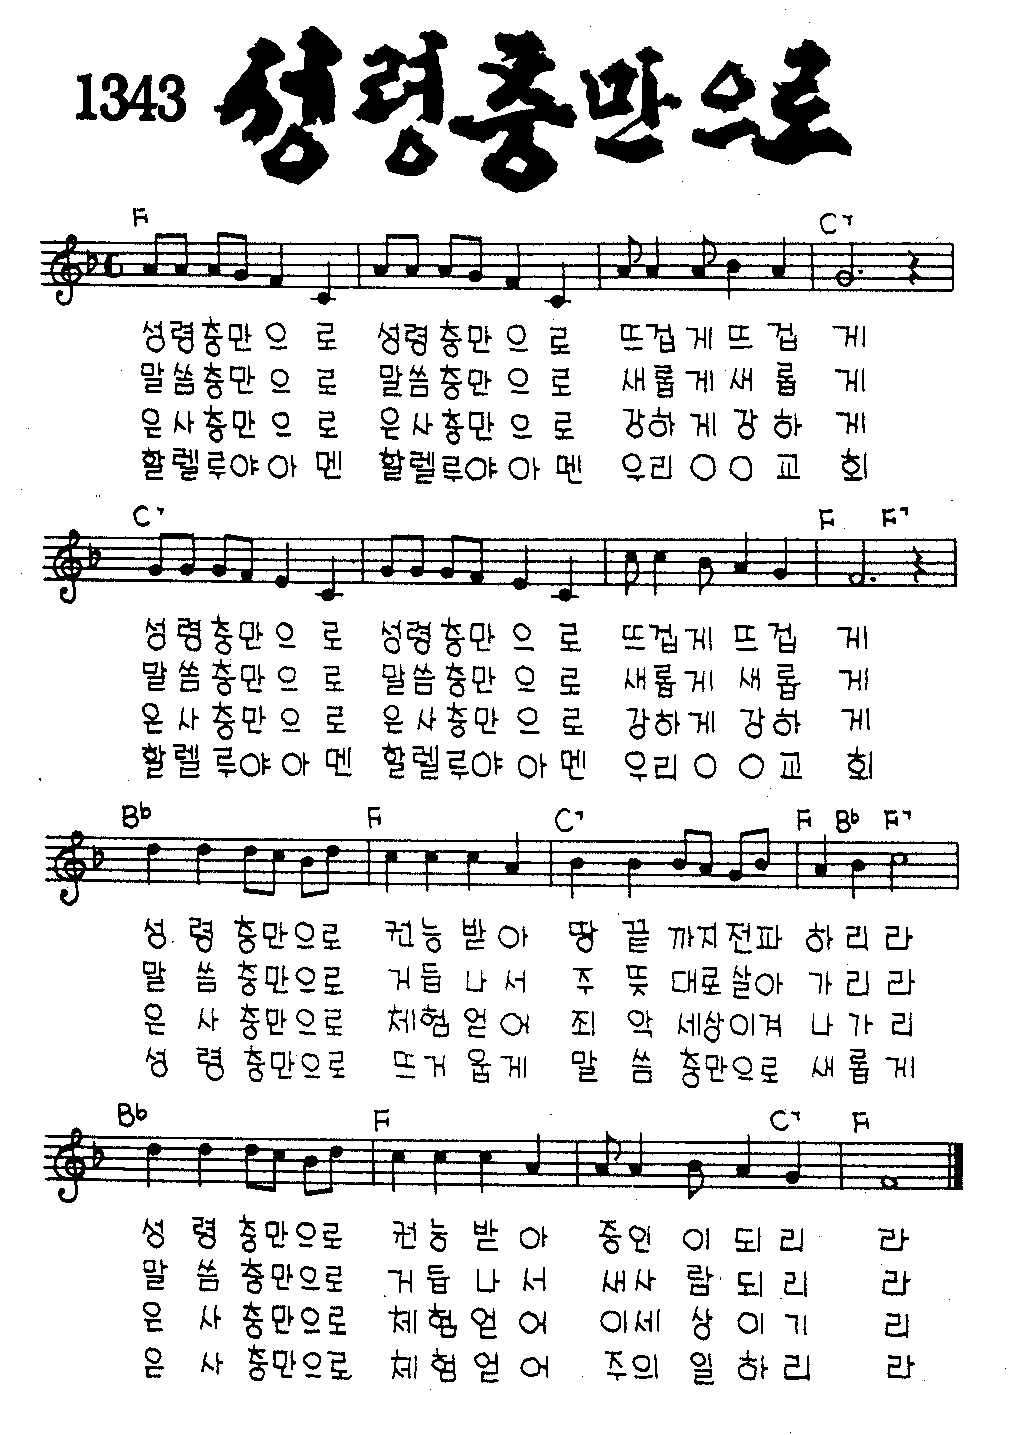 1343 성령충만으로
F C7
성령충만으로 성령충만으로 뜨겁게뜨겁게
말씀충만으로 말씀충만으로 새롭게새롭게
은사충만으로 은사충만으로 강하게강하게
할렐루야아멘 할렐루야아멘 우리○○교회
C7 F F7
성령충만으로 성령충만으로 뜨겁게뜨겁게
말씀충만으로 말씀충만으로 새롭게새롭게
은사충만으로 은사충만으로 강하게강하게
할렐루야아멘 할렐루야아멘 우리○○교회
B♭ F C7 F B♭ F7
성령충만으로 권능받아 땅끝까지전파하리라
말씀충만으로 거듭나서 주뜻대로살아가리라
은사충만으로 체험얻어 죄악세상이겨나가리
성령충만으로 뜨거웁게 말씀충만으로새롭게
B♭ F C7 F
성령충만으로 권능받아 증인이되리라
말씀충만으로 거듭나서 새사람되리라
은사충만으로 체험얻어 이세상이기리
은사충만으로 체험얻어 주의일하리라